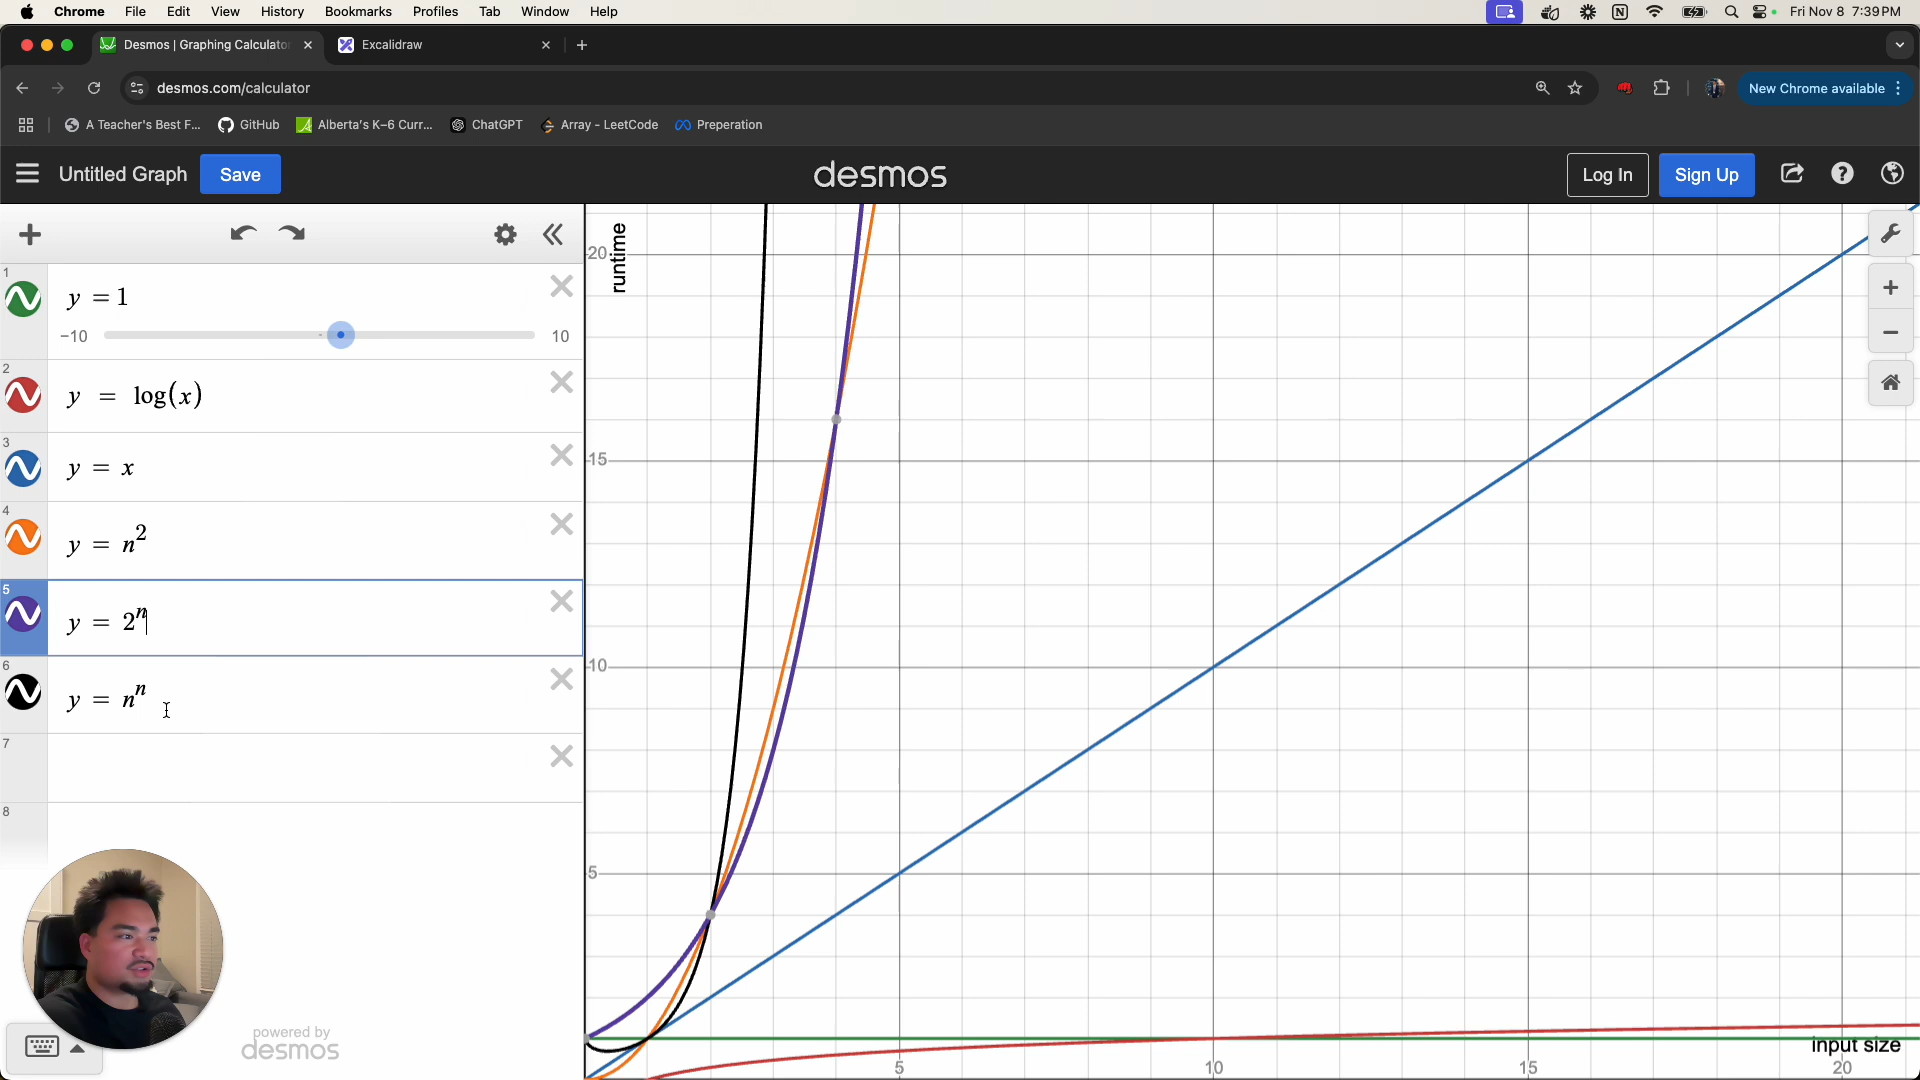 Chrome File Edit View History Bookmarks Profiles Tab Window Help Fri Nov 8 7:39 PM
Desmos | Graphing Calculator Excalidraw
desmos.com/calculator New Chrome available
A Teacher's Best F... GitHub Alberta's K–6 Curr... ChatGPT Array - LeetCode Preperation
Untitled Graph Save desmos Log In Sign Up
1
y = 1
−10 10
2
y = log(x)
3
y = x
4
y = n²
5
y = 2ⁿ
6
y = nⁿ
7
8
powered by
desmos
runtime
20
15
10
5
input size
5 10 15 20